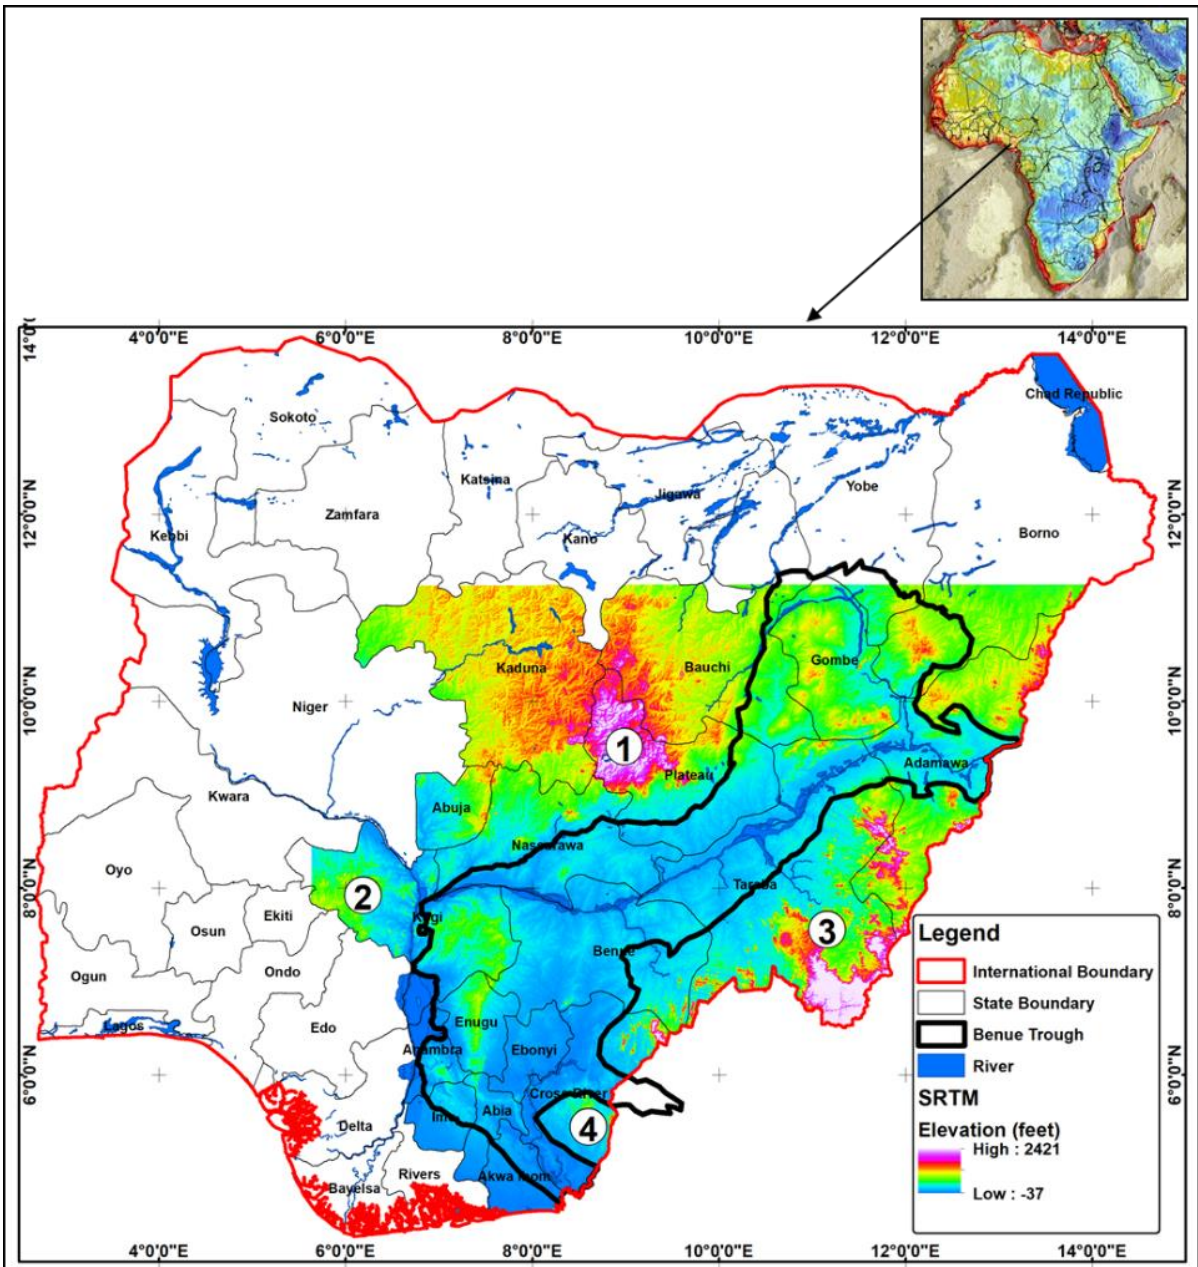 14°0'0"
4°0'0"E
6°0'0"E
8°0'0"E
10°0'0"E
12°0'0"E
14°0'0"E
Chad Republic
Sokoto
Katsina
Jigawa
Yobe
12°0'0"N
Zamfara
Kebbi
Kano
Borno
12°0'0"N
Kaduna
Bauchi
Gombe
10°0'0"N
Niger
10°0'0"N
1
Plateau
Adamawa
Kwara
Abuja
Nassarawa
8°0'0"N
Oyo
2
Taraba
8°0'0"N
Ekiti
Kogi
Osun
3
Benue
Ogun
Ondo
Edo
Lagos
Enugu
Anambra
Ebonyi
6°0'0"N
Cross River
6°0'0"N
Imo
Abia
Delta
4
Rivers
Akwa Ibom
Bayelsa
Legend
International Boundary
State Boundary
Benue Trough
River
SRTM
Elevation (feet)
High : 2421
Low : -37
4°0'0"E
6°0'0"E
8°0'0"E
10°0'0"E
12°0'0"E
14°0'0"E